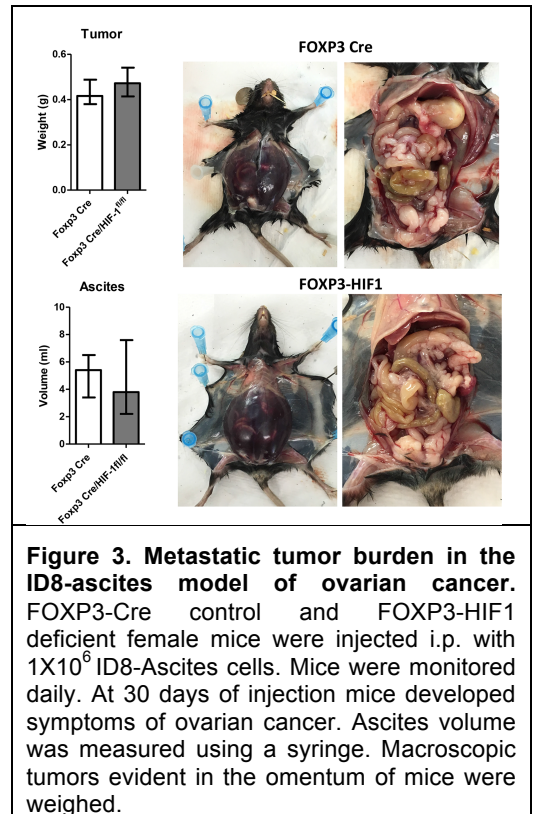 Tumor
Weight (g)
0.6
0.4
0.2
0.0
Foxp3 Cre
Foxp3 Cre/HIF-1fl/fl
FOXP3 Cre
Ascites
Volume (ml)
10
8
6
4
2
0
Foxp3 Cre
Foxp3 Cre/HIF-1fl/fl
FOXP3-HIF1
Figure 3. Metastatic tumor burden in the
ID8-ascites model of ovarian cancer.
FOXP3-Cre control and FOXP3-HIF1
deficient female mice were injected i.p. with
1X10⁶ ID8-Ascites cells. Mice were monitored
daily. At 30 days of injection mice developed
symptoms of ovarian cancer. Ascites volume
was measured using a syringe. Macroscopic
tumors evident in the omentum of mice were
weighed.